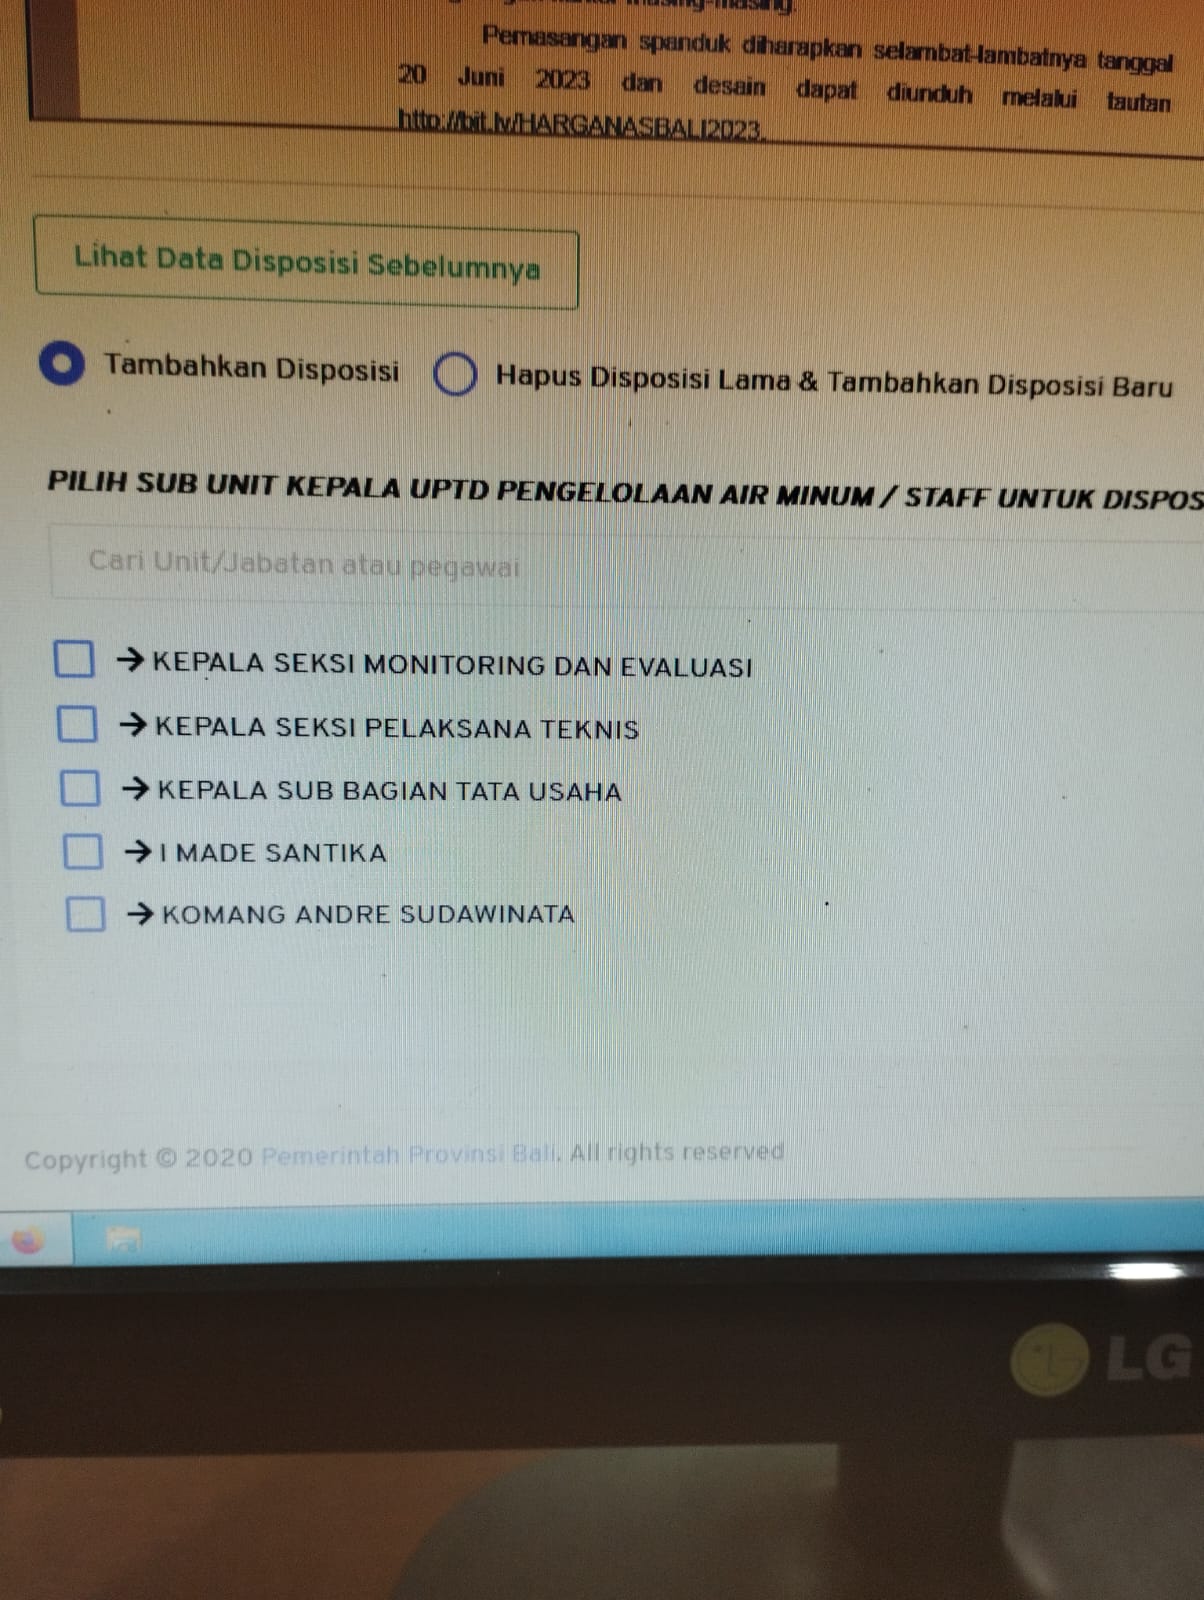 masing-masing.
Pemasangan spanduk diharapkan selambat-lambatnya tanggal
20 Juni 2023 dan desain dapat diunduh melalui tautan
http://bit.ly/HARGANASBALI2023.
Lihat Data Disposisi Sebelumnya
Tambahkan Disposisi Hapus Disposisi Lama & Tambahkan Disposisi Baru
PILIH SUB UNIT KEPALA UPTD PENGELOLAAN AIR MINUM / STAFF UNTUK DISPOS
Cari Unit/Jabatan atau pegawai
→ KEPALA SEKSI MONITORING DAN EVALUASI
→ KEPALA SEKSI PELAKSANA TEKNIS
→ KEPALA SUB BAGIAN TATA USAHA
→ I MADE SANTIKA
→ KOMANG ANDRE SUDAWINATA
Copyright © 2020 Pemerintah Provinsi Bali. All rights reserved
LG